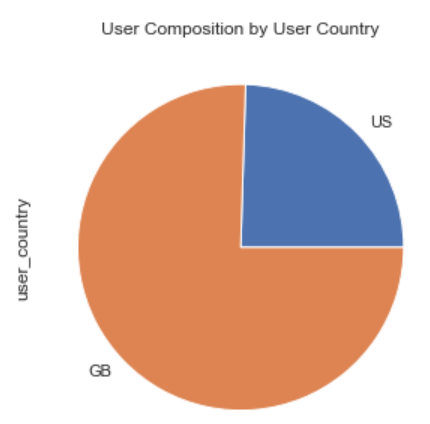 User Composition by User Country
US
user_country
GB